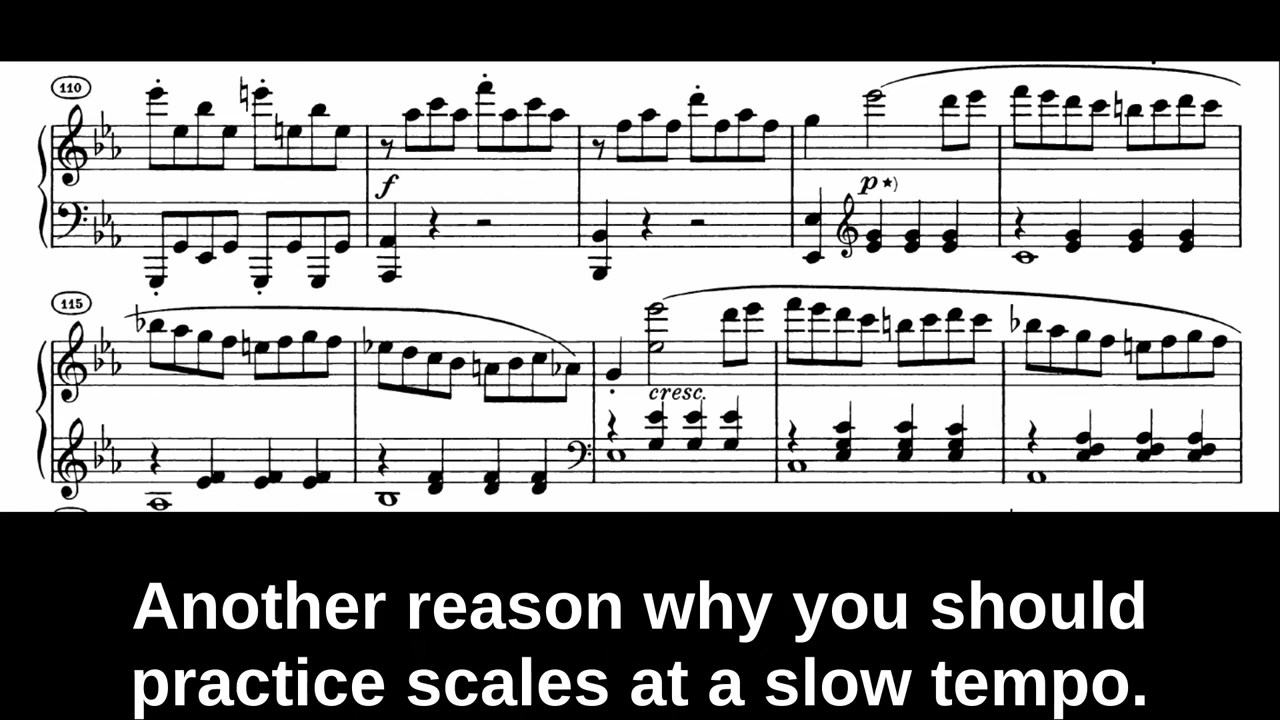 110
f
p ★)
115
cresc.
Another reason why you should
practice scales at a slow tempo.